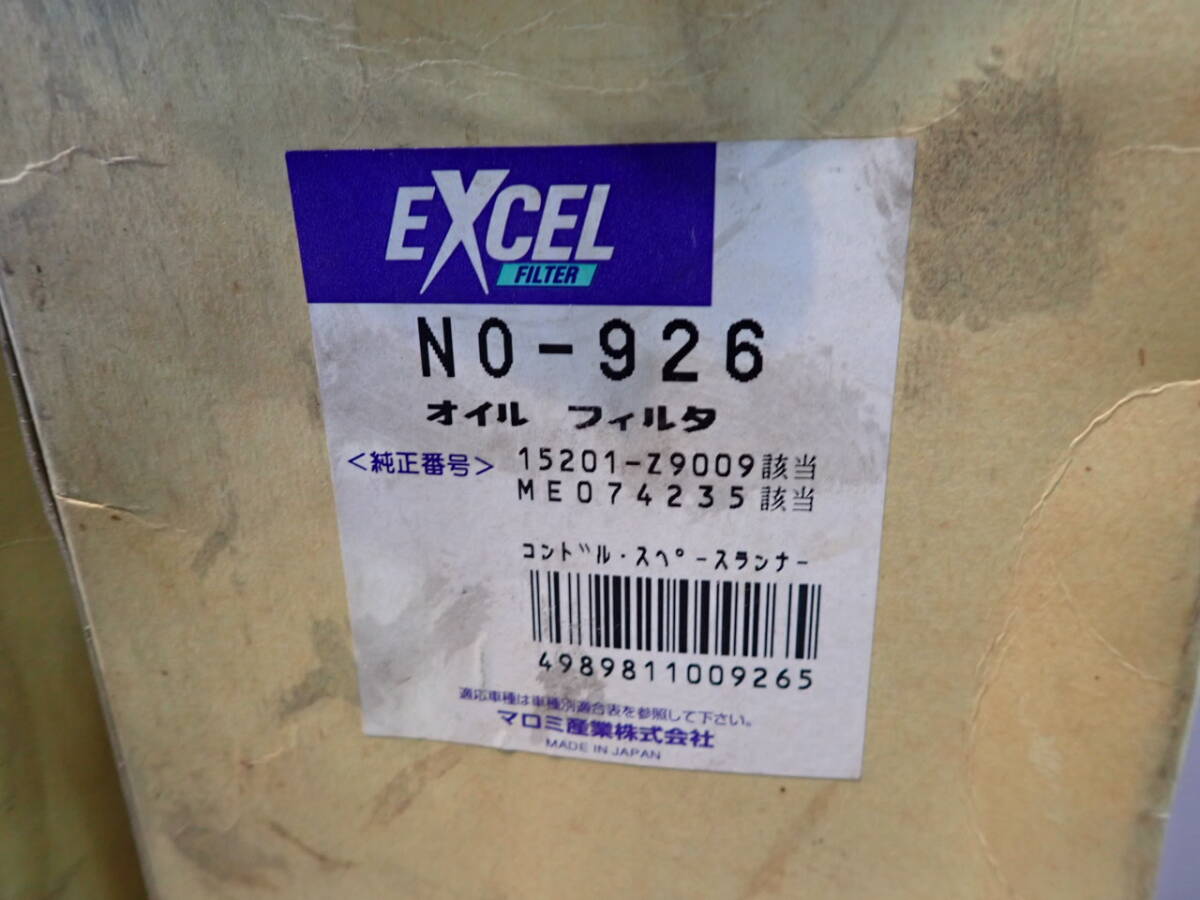 EXCEL
FILTER
NO-926
オイル フィルタ
<純正番号> 15201-Z9009該当
ME074235該当
コンドル・スペースランナー
4989811009265
適応車種は車種別適合表を参照して下さい。
マロミ産業株式会社
MADE IN JAPAN